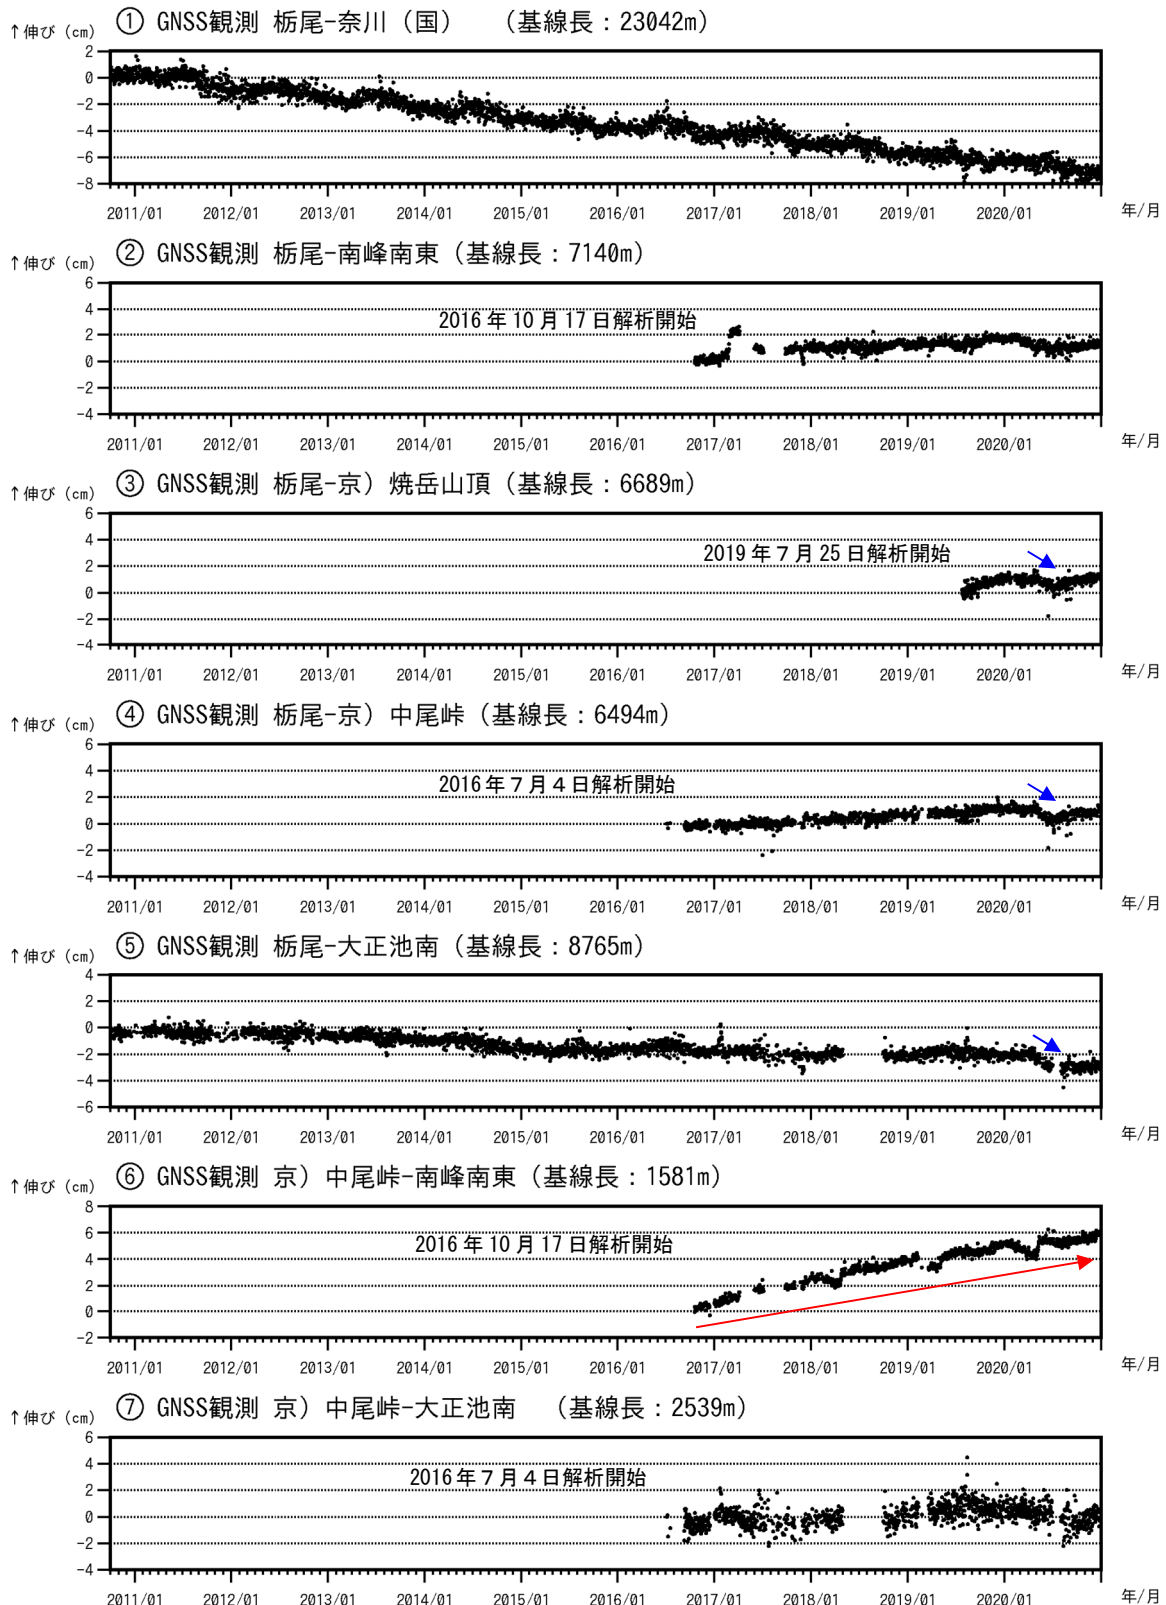 ① GNSS観測 栃尾-奈川（国） （基線長：23042m）
↑伸び（cm）
2
0
-2
-4
-6
-8
2011/01 2012/01 2013/01 2014/01 2015/01 2016/01 2017/01 2018/01 2019/01 2020/01 年/月
② GNSS観測 栃尾-南峰南東（基線長：7140m）
↑伸び（cm）
6
4
2016年10月17日解析開始
2
0
-2
-4
2011/01 2012/01 2013/01 2014/01 2015/01 2016/01 2017/01 2018/01 2019/01 2020/01 年/月
③ GNSS観測 栃尾-京）焼岳山頂（基線長：6689m）
↑伸び（cm）
6
4
2019年７月25日解析開始
2
0
-2
-4
2011/01 2012/01 2013/01 2014/01 2015/01 2016/01 2017/01 2018/01 2019/01 2020/01 年/月
④ GNSS観測 栃尾-京）中尾峠（基線長：6494m）
↑伸び（cm）
6
4
2016年７月４日解析開始
2
0
-2
-4
2011/01 2012/01 2013/01 2014/01 2015/01 2016/01 2017/01 2018/01 2019/01 2020/01 年/月
⑤ GNSS観測 栃尾-大正池南（基線長：8765m）
↑伸び（cm）
4
2
0
-2
-4
-6
2011/01 2012/01 2013/01 2014/01 2015/01 2016/01 2017/01 2018/01 2019/01 2020/01 年/月
⑥ GNSS観測 京）中尾峠-南峰南東（基線長：1581m）
↑伸び（cm）
8
6
2016年10月17日解析開始
4
2
0
-2
2011/01 2012/01 2013/01 2014/01 2015/01 2016/01 2017/01 2018/01 2019/01 2020/01 年/月
⑦ GNSS観測 京）中尾峠-大正池南 （基線長：2539m）
↑伸び（cm）
6
4
2016年７月４日解析開始
2
0
-2
-4
2011/01 2012/01 2013/01 2014/01 2015/01 2016/01 2017/01 2018/01 2019/01 2020/01 年/月